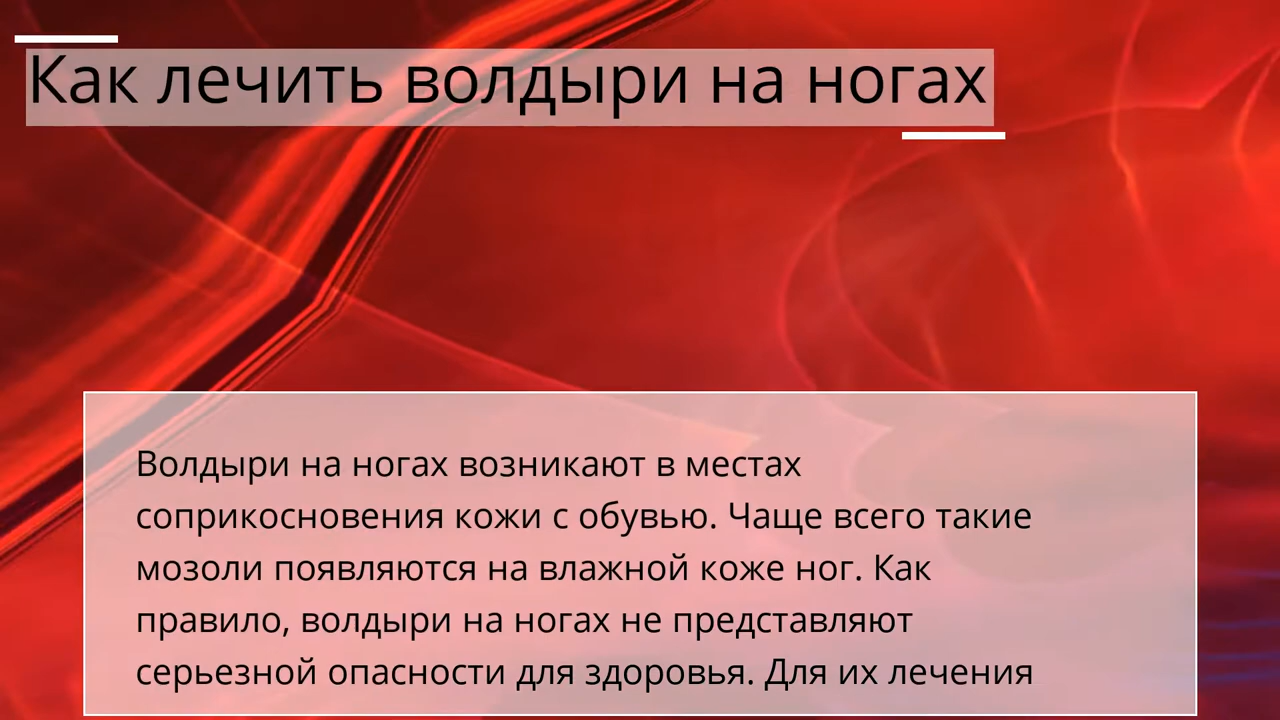 Как лечить волдыри на ногах
Волдыри на ногах возникают в местах
соприкосновения кожи с обувью. Чаще всего такие
мозоли появляются на влажной коже ног. Как
правило, волдыри на ногах не представляют
серьезной опасности для здоровья. Для их лечения